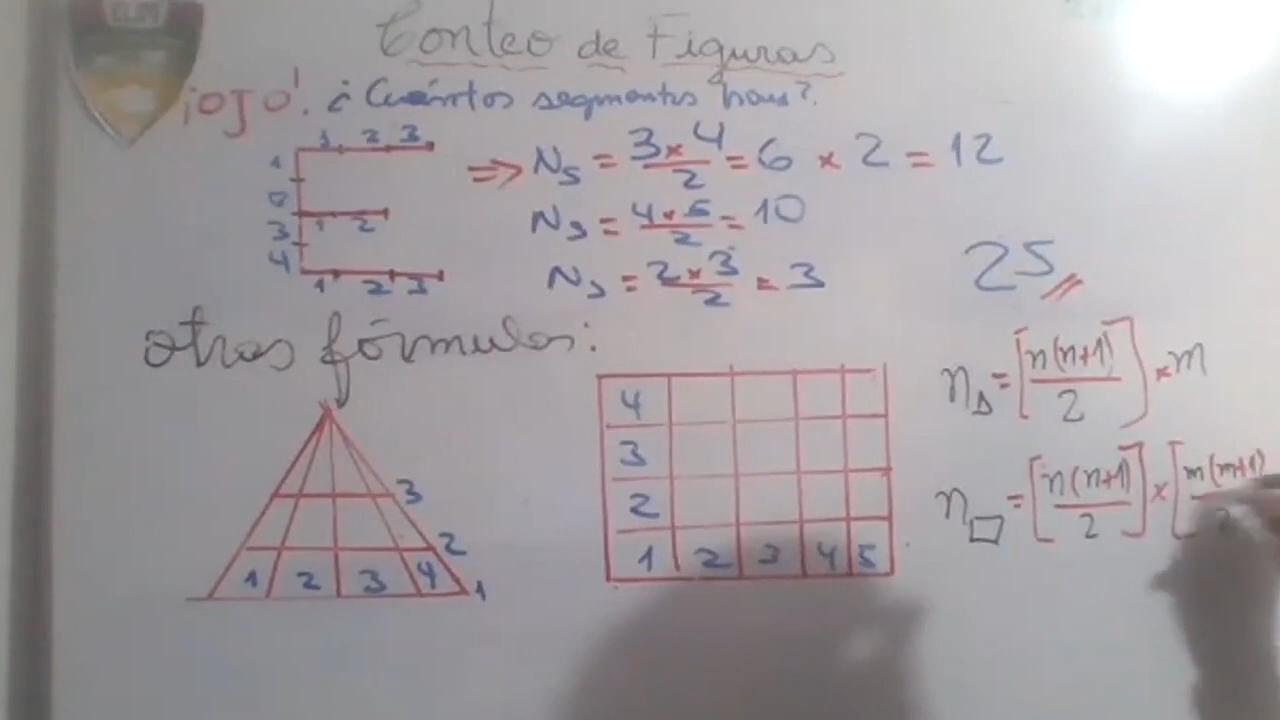 Conteo de Figuras
¡OJO! ¿Cuántos segmentos hay?
1 2 3
1
0
3
4
1 2
1 2 3
⇒ Ns = 3×4/2 = 6 × 2 = 12
Ns = 4×5/2 = 10
Ns = 2×3/2 = 3
25
otras fórmulas:
3
2
1 2 3 4 1
4
3
2
1 2 3 4 5
n△ = [n(n+1)/2] × m
n□ = [n(n+1)/2] × [m(m+1)/2